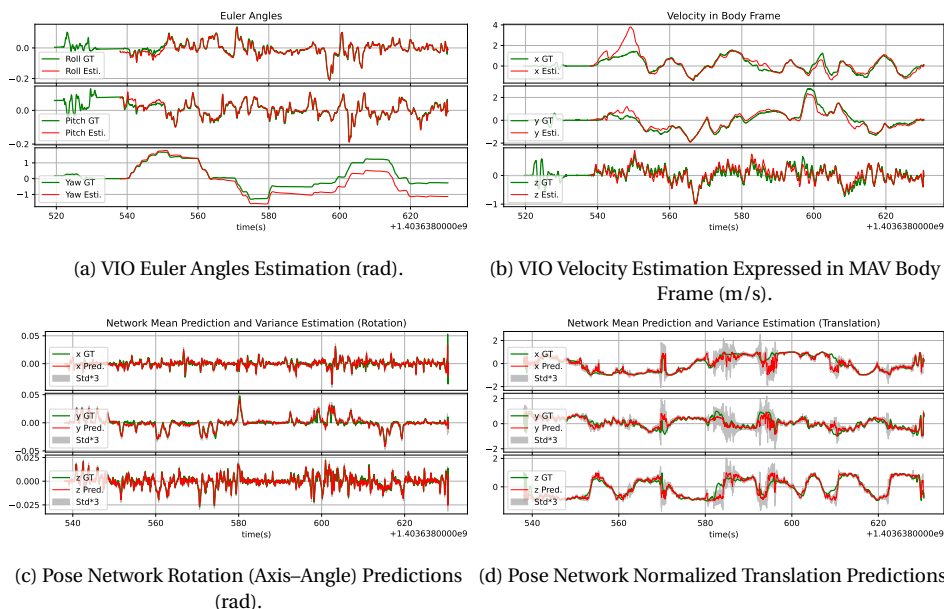 Euler Angles
0.0
−0.2
Roll GT
Roll Esti.
0.0
−0.2
Pitch GT
Pitch Esti.
1
0
−1
Yaw GT
Yaw Esti.
520 540 560 580 600 620
time(s) +1.4036380000e9
(a) VIO Euler Angles Estimation (rad).
Velocity in Body Frame
4
2
0
x GT
x Esti.
2
0
−2
y GT
y Esti.
1
0
−1
z GT
z Esti.
520 540 560 580 600 620
time(s) +1.4036380000e9
(b) VIO Velocity Estimation Expressed in MAV Body
Frame (m/s).
Network Mean Prediction and Variance Estimation (Rotation)
0.05
0.00
x GT
x Pred.
Std*3
0.05
0.00
−0.05
y GT
y Pred.
Std*3
0.025
0.000
−0.025
z GT
z Pred.
Std*3
540 560 580 600 620
time(s) +1.4036380000e9
(c) Pose Network Rotation (Axis–Angle) Predictions
(rad).
Network Mean Prediction and Variance Estimation (Translation)
2
0
−2
x GT
x Pred.
Std*3
2
0
−2
y GT
y Pred.
Std*3
0
z GT
z Pred.
Std*3
540 560 580 600 620
time(s) +1.4036380000e9
(d) Pose Network Normalized Translation Predictions